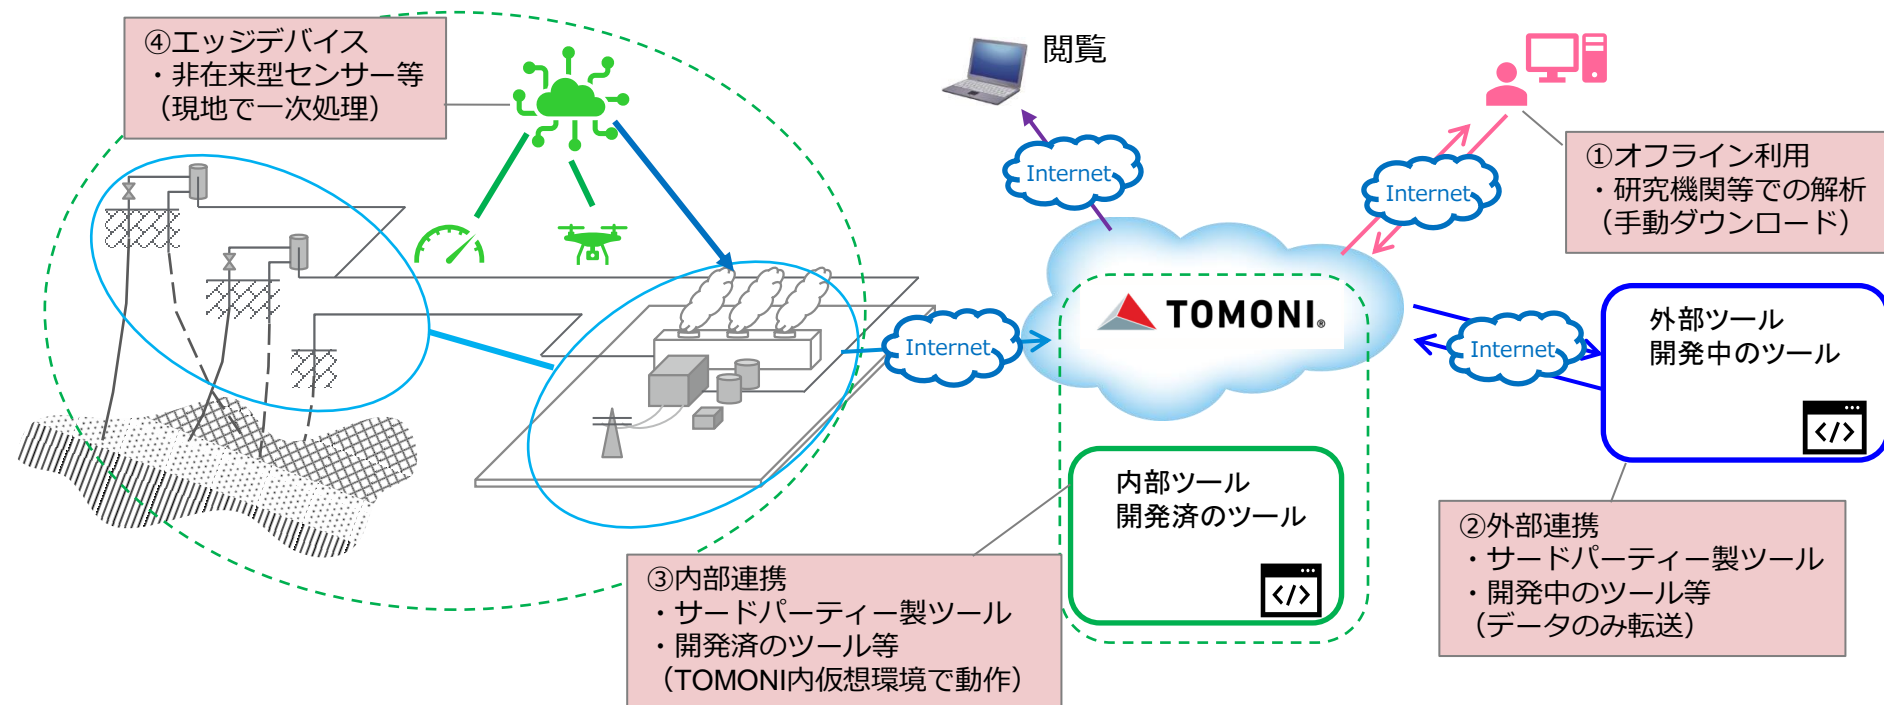 ④エッジデバイス
・非在来型センサー等
（現地で一次処理）
閲覧
Internet
Internet
①オフライン利用
・研究機関等での解析
（手動ダウンロード）
TOMONI®
Internet
Internet
外部ツール
開発中のツール
</>
内部ツール
開発済のツール
</>
②外部連携
・サードパーティー製ツール
・開発中のツール等
（データのみ転送）
③内部連携
・サードパーティー製ツール
・開発済のツール等
（TOMONI内仮想環境で動作）